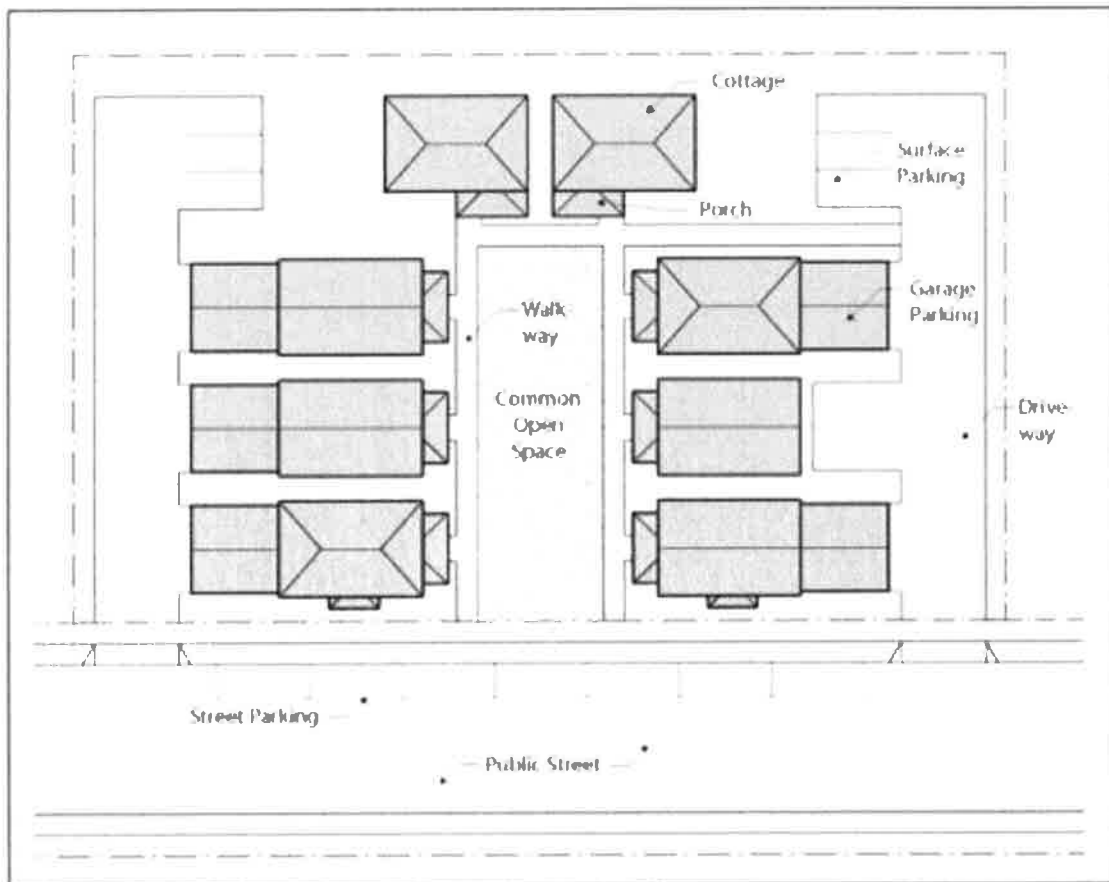 Cottage
Surface
Parking
Porch
Garage
Parking
Walk
way
Common
Open
Space
Drive
way
Street Parking
Public Street